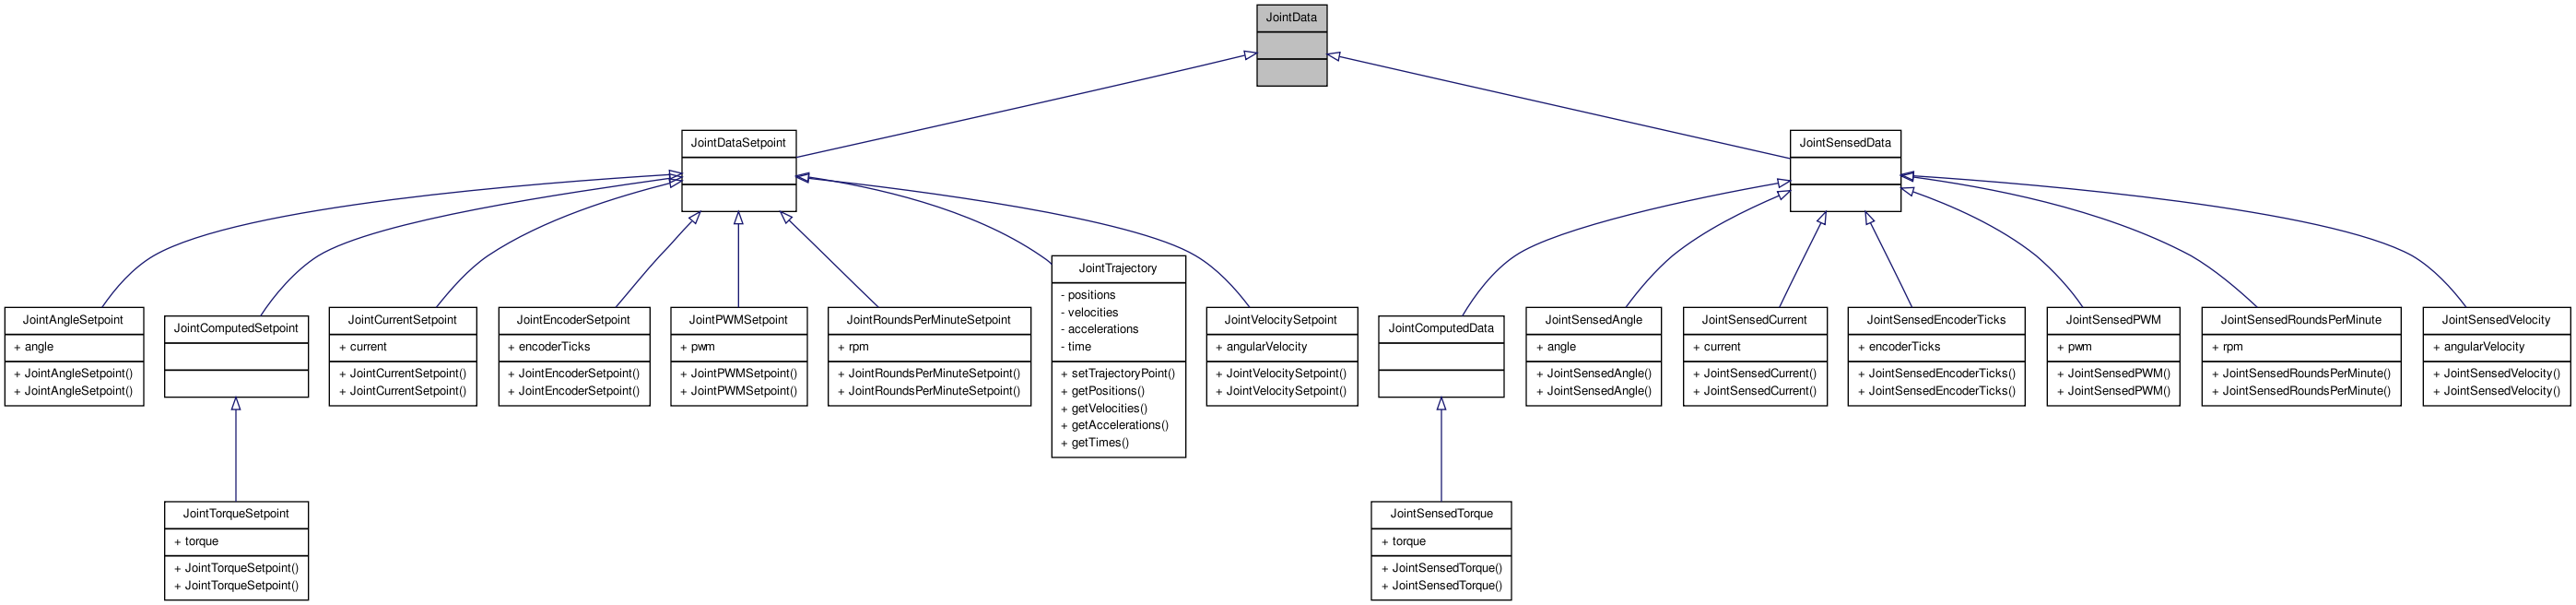 JointData
JointDataSetpoint
JointSensedData
JointTrajectory
- positions
- velocities
- accelerations
- time
+ setTrajectoryPoint()
+ getPositions()
+ getVelocities()
+ getAccelerations()
+ getTimes()
JointAngleSetpoint
+ angle
+ JointAngleSetpoint()
+ JointAngleSetpoint()
JointComputedSetpoint
JointCurrentSetpoint
+ current
+ JointCurrentSetpoint()
+ JointCurrentSetpoint()
JointEncoderSetpoint
+ encoderTicks
+ JointEncoderSetpoint()
+ JointEncoderSetpoint()
JointPWMSetpoint
+ pwm
+ JointPWMSetpoint()
+ JointPWMSetpoint()
JointRoundsPerMinuteSetpoint
+ rpm
+ JointRoundsPerMinuteSetpoint()
+ JointRoundsPerMinuteSetpoint()
JointVelocitySetpoint
+ angularVelocity
+ JointVelocitySetpoint()
+ JointVelocitySetpoint()
JointComputedData
JointSensedAngle
+ angle
+ JointSensedAngle()
+ JointSensedAngle()
JointSensedCurrent
+ current
+ JointSensedCurrent()
+ JointSensedCurrent()
JointSensedEncoderTicks
+ encoderTicks
+ JointSensedEncoderTicks()
+ JointSensedEncoderTicks()
JointSensedPWM
+ pwm
+ JointSensedPWM()
+ JointSensedPWM()
JointSensedRoundsPerMinute
+ rpm
+ JointSensedRoundsPerMinute()
+ JointSensedRoundsPerMinute()
JointSensedVelocity
+ angularVelocity
+ JointSensedVelocity()
+ JointSensedVelocity()
JointTorqueSetpoint
+ torque
+ JointTorqueSetpoint()
+ JointTorqueSetpoint()
JointSensedTorque
+ torque
+ JointSensedTorque()
+ JointSensedTorque()